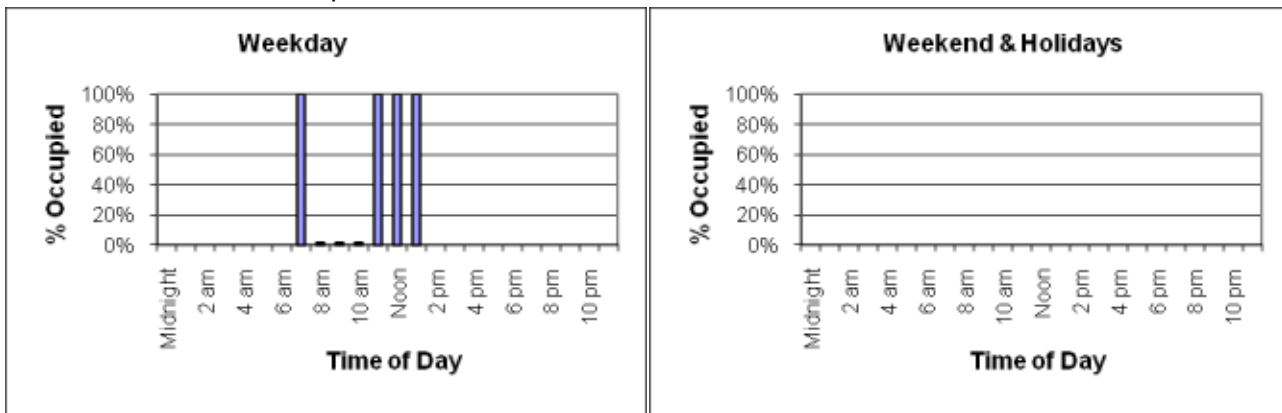 Weekday
% Occupied
100%
80%
60%
40%
20%
0%
Midnight
2 am
4 am
6 am
8 am
10 am
Noon
2 pm
4 pm
6 pm
8 pm
10 pm
Time of Day
Weekend & Holidays
% Occupied
100%
80%
60%
40%
20%
0%
Midnight
2 am
4 am
6 am
8 am
10 am
Noon
2 pm
4 pm
6 pm
8 pm
10 pm
Time of Day